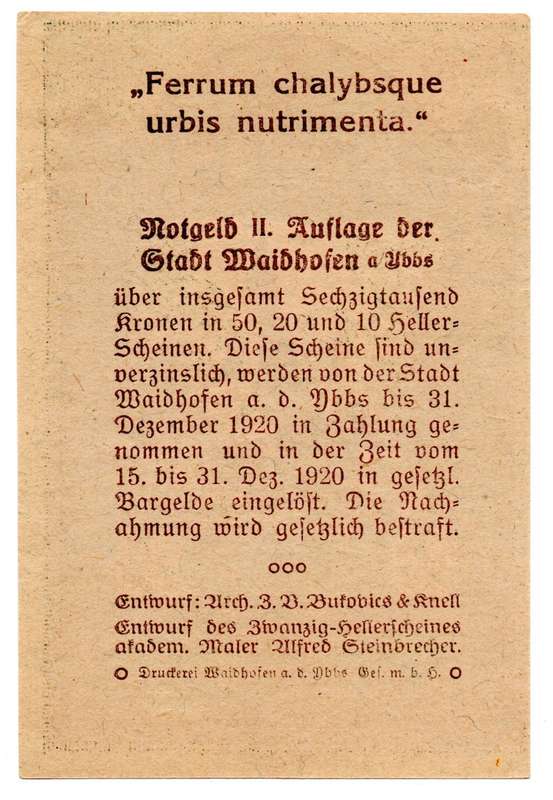 „Ferrum chalybsque
urbis nutrimenta.“
Notgeld II. Auflage der
Stadt Waidhofen a Ybbs
über insgesamt Sechzigtausend
Kronen in 50, 20 und 10 Heller-
Scheinen. Diese Scheine sind un-
verzinslich, werden von der Stadt
Waidhofen a. d. Ybbs bis 31.
Dezember 1920 in Zahlung ge-
nommen und in der Zeit vom
15. bis 31. Dez. 1920 in gesetzl.
Bargelde eingelöst. Die Nach-
ahmung wird gesetzlich bestraft.
ooo
Entwurf: Arch. J. V. Bukovics & Knell
Entwurf des Zwanzig-Hellerscheines
akadem. Maler Alfred Steinbrecher.
o Druckerei Waidhofen a. d. Ybbs Ges. m. b. H. o